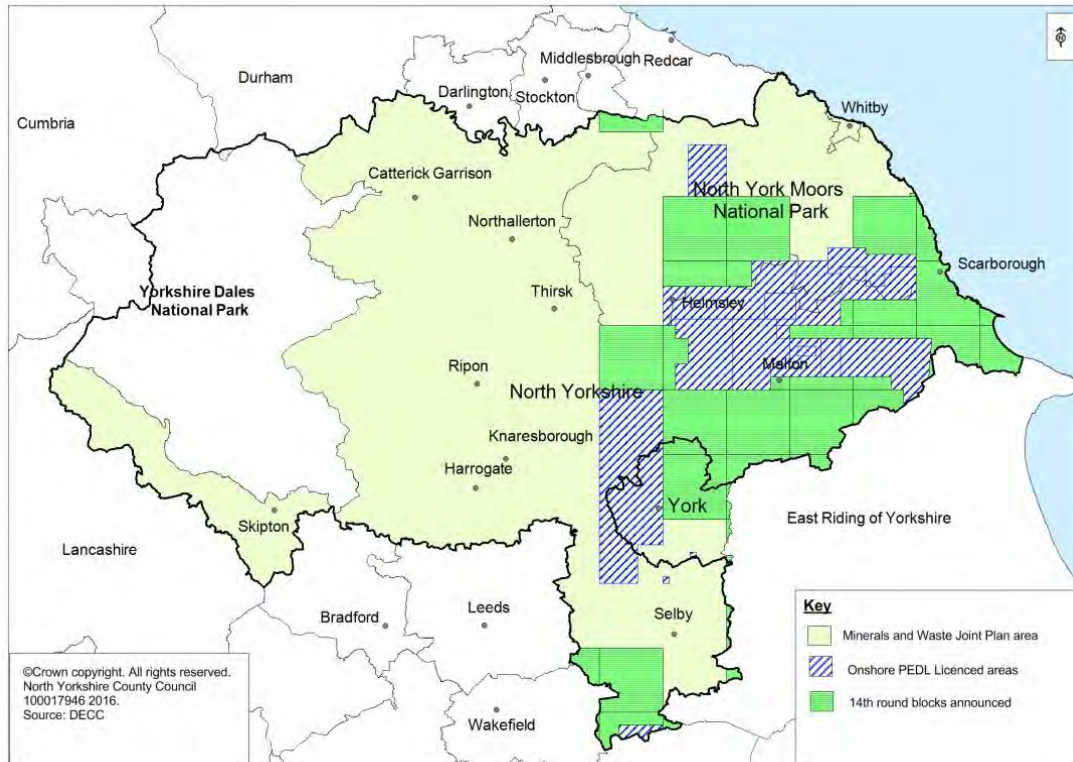 Durham
Middlesbrough
Redcar
Darlington
Stockton
Cumbria
Whitby
Catterick Garrison
North York Moors
National Park
Northallerton
Scarborough
Yorkshire Dales
National Park
Thirsk
Helmsley
Ripon
Malton
North Yorkshire
Knaresborough
Harrogate
York
Skipton
East Riding of Yorkshire
Lancashire
Bradford
Leeds
Selby
Wakefield
©Crown copyright. All rights reserved.
North Yorkshire County Council
100017946 2016.
Source: DECC
Key
Minerals and Waste Joint Plan area
Onshore PEDL Licenced areas
14th round blocks announced